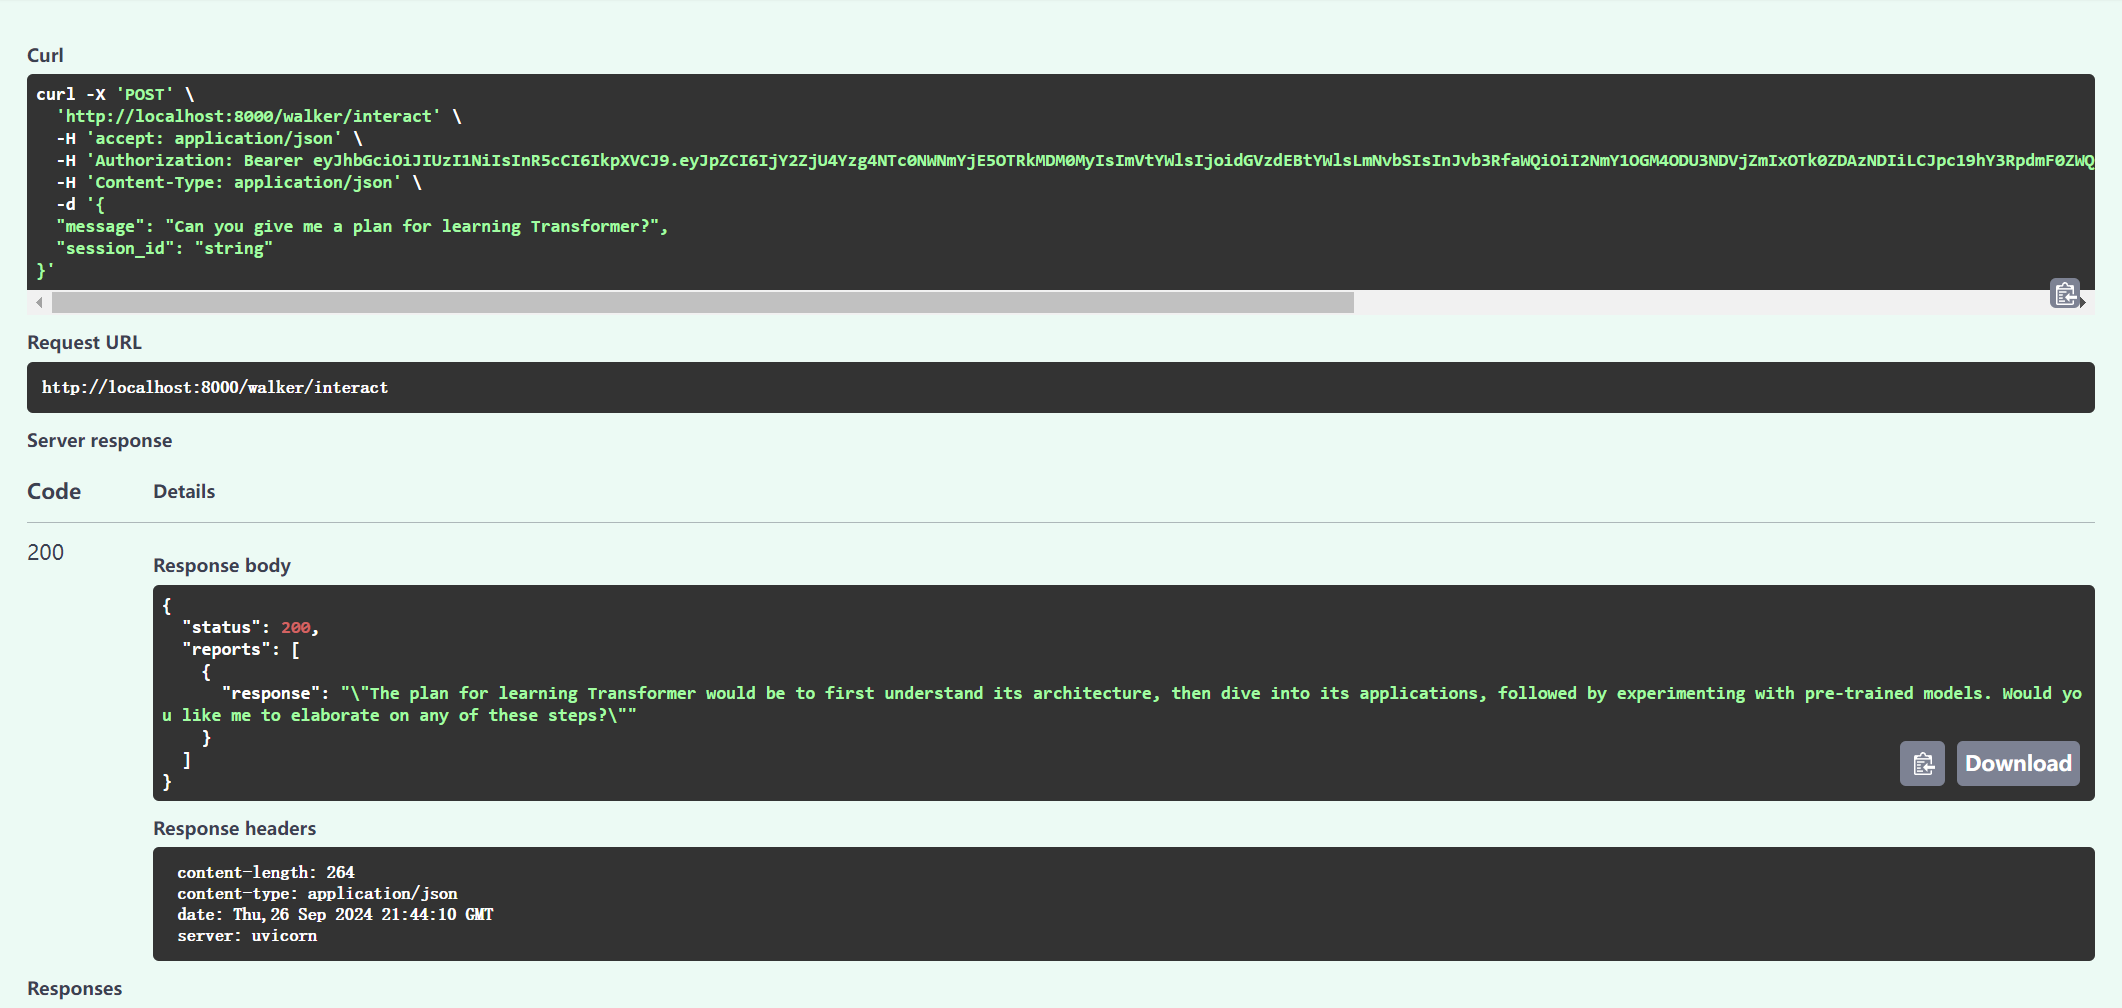 Curl
curl -X 'POST' \
'http://localhost:8000/walker/interact' \
-H 'accept: application/json' \
-H 'Authorization: Bearer eyJhbGciOiJIUzI1NiIsInR5cCI6IkpXVCJ9.eyJpZCI6IjY2ZjU4Yzg4NTc0NWNmYjE5OTRkMDM0MyIsImVtYWlsIjoidGVzdEBtYWlsLmNvbSIsInJvb3RfaWQiOiI2NmY1OGM4ODU3NDVjZmIxOTk0ZDAzNDIiLCJpc19hY3RpdmF0ZWQ
-H 'Content-Type: application/json' \
-d '{
"message": "Can you give me a plan for learning Transformer?",
"session_id": "string"
}'
Request URL
http://localhost:8000/walker/interact
Server response
Code Details
200
Response body
{
"status": 200,
"reports": [
{
"response": "\"The plan for learning Transformer would be to first understand its architecture, then dive into its applications, followed by experimenting with pre-trained models. Would yo
u like me to elaborate on any of these steps?\""
}
]
}
Download
Response headers
content-length: 264
content-type: application/json
date: Thu,26 Sep 2024 21:44:10 GMT
server: uvicorn
Responses